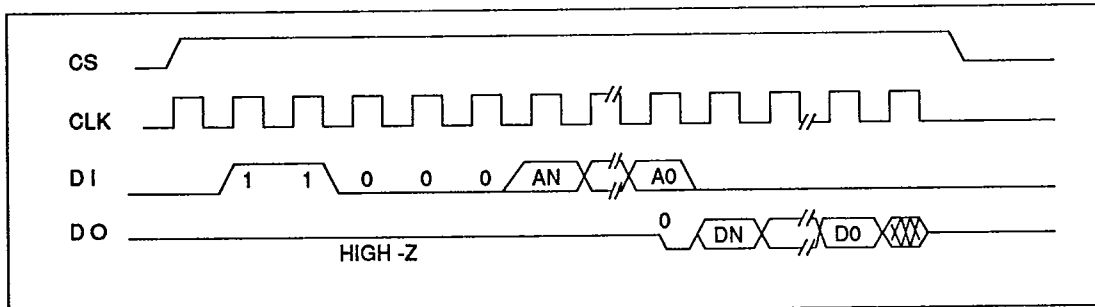 CS
CLK
DI 1 1 0 0 0 AN A0
0
DO DN D0
HIGH -Z